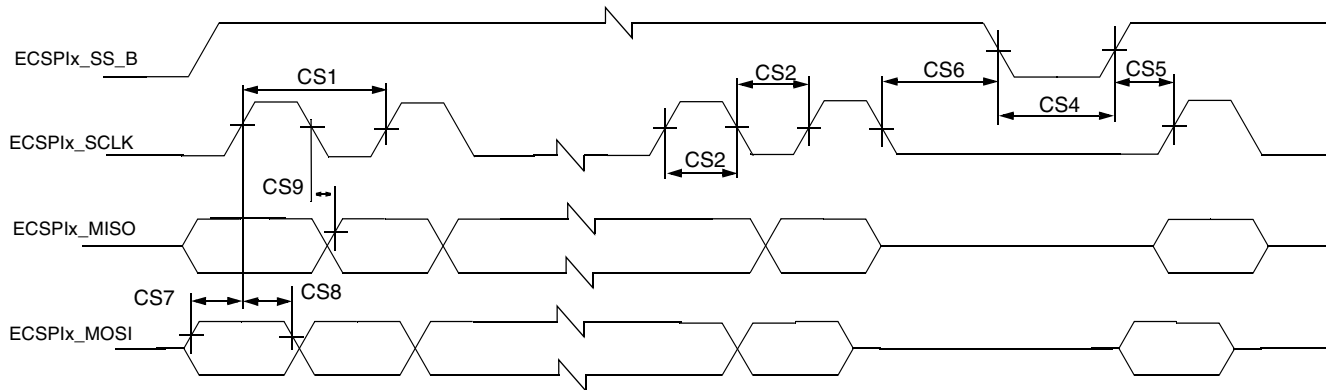 ECSPIx_SS_B
CS1
CS2
CS6
CS5
CS4
ECSPIx_SCLK
CS2
CS9
ECSPIx_MISO
CS7
CS8
ECSPIx_MOSI